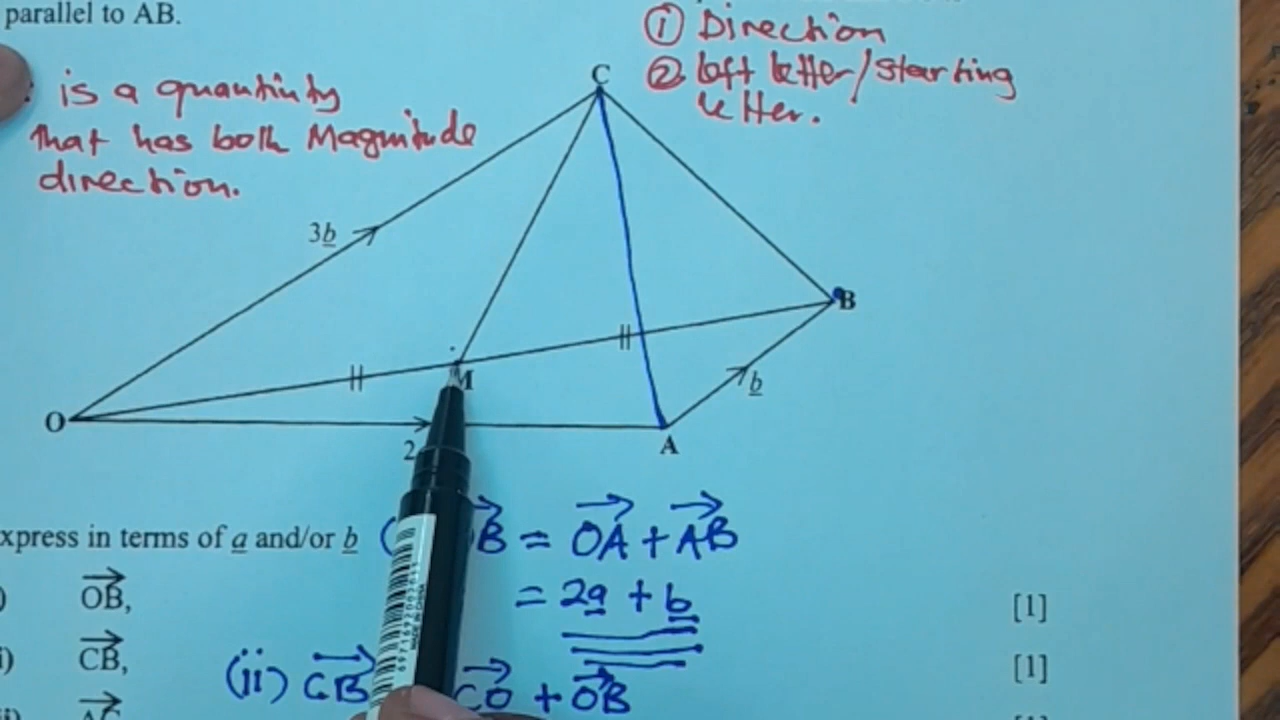 parallel to AB.
① Direction
② left letter/starting
letter.
is a quantinty
that has both Magnitude
direction.
C
3b
B
M
b
O
2
A
xpress in terms of a and/or b
( B = OA + AB
= 2a + b
) OB, [1]
i) CB, [1]
(ii) CB CO + OB